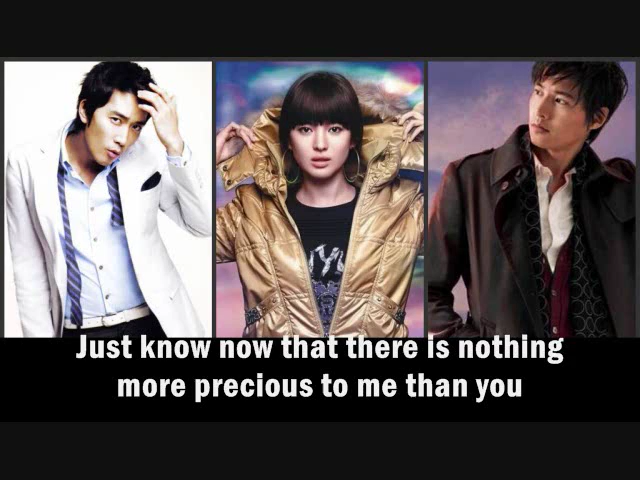 Just know now that there is nothing
more precious to me than you